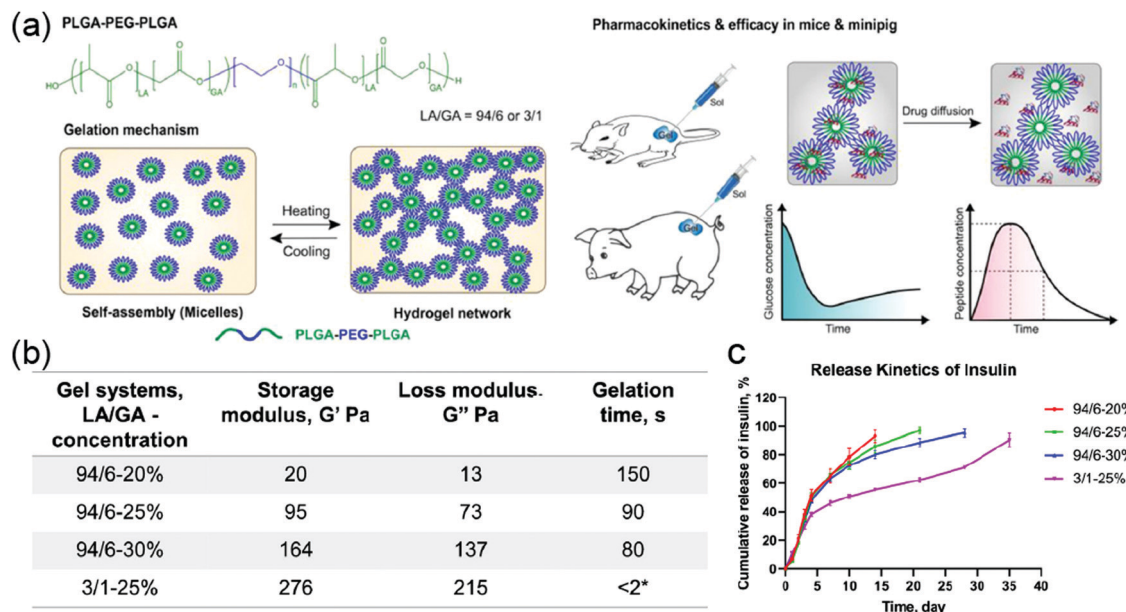 (a)
PLGA-PEG-PLGA
HO
O
O
O
O
LA
GA
O
n
O
O
O
O
LA
GA
H
LA/GA = 94/6 or 3/1
Gelation mechanism
Heating
Cooling
Self-assembly (Micelles)
Hydrogel network
PLGA-PEG-PLGA
Pharmacokinetics & efficacy in mice & minipig
Sol
Gel
Sol
Gel
Drug diffusion
Glucose concentration
Time
Peptide concentration
Time
(b)
Gel systems, LA/GA - concentration
Storage modulus, G' Pa
Loss modulus- G" Pa
Gelation time, s
94/6-20% 20 13 150
94/6-25% 95 73 90
94/6-30% 164 137 80
3/1-25% 276 215 <2*
c
Release Kinetics of Insulin
Cumulative release of insulin, %
120
100
80
60
40
20
0
0 5 10 15 20 25 30 35 40
Time, day
94/6-20%
94/6-25%
94/6-30%
3/1-25%